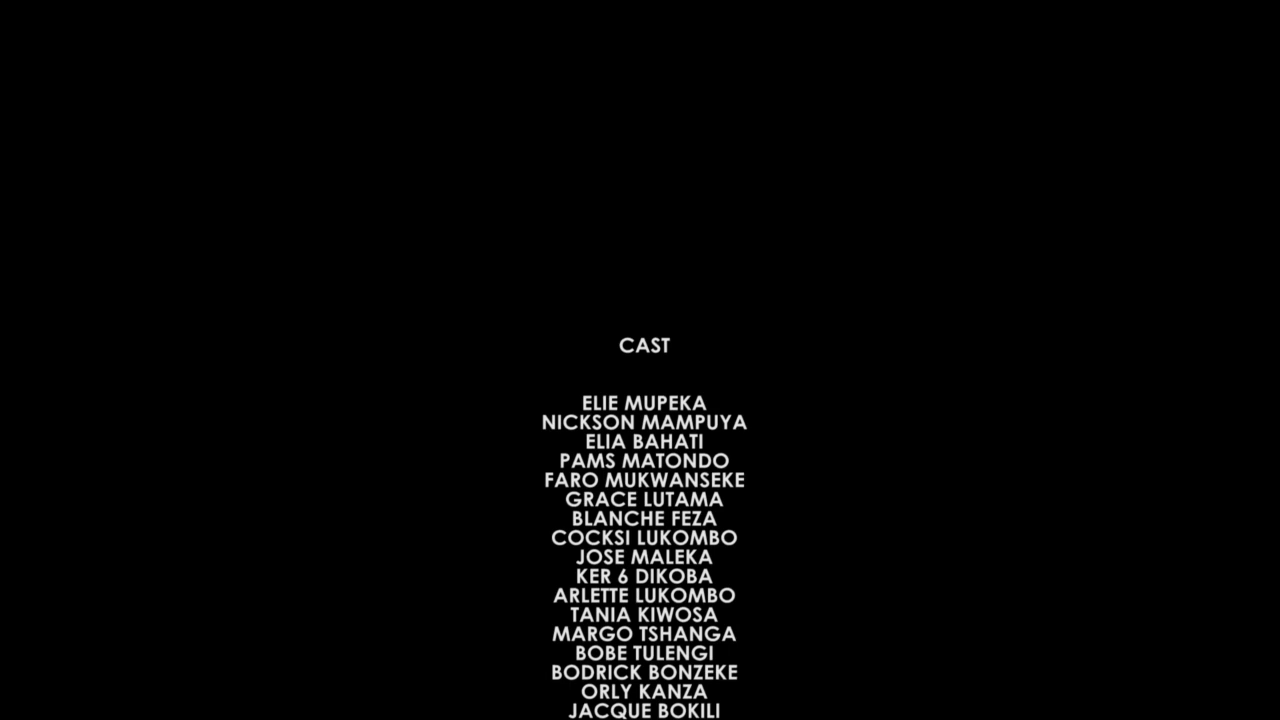 CAST
ELIE MUPEKA
NICKSON MAMPUYA
ELIA BAHATI
PAMS MATONDO
FARO MUKWANSEKE
GRACE LUTAMA
BLANCHE FEZA
COCKSI LUKOMBO
JOSE MALEKA
KER 6 DIKOBA
ARLETTE LUKOMBO
TANIA KIWOSA
MARGO TSHANGA
BOBE TULENGI
BODRICK BONZEKE
ORLY KANZA
JACQUE BOKILI